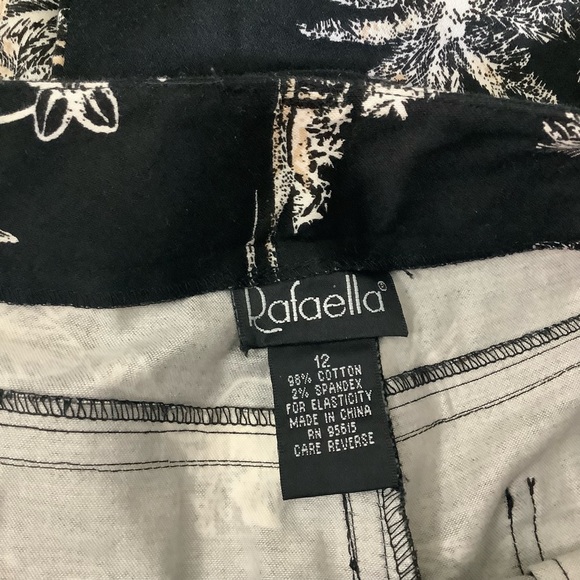 Rafaella®
12
98% COTTON
2% SPANDEX
FOR ELASTICITY
MADE IN CHINA
RN 95615
CARE REVERSE